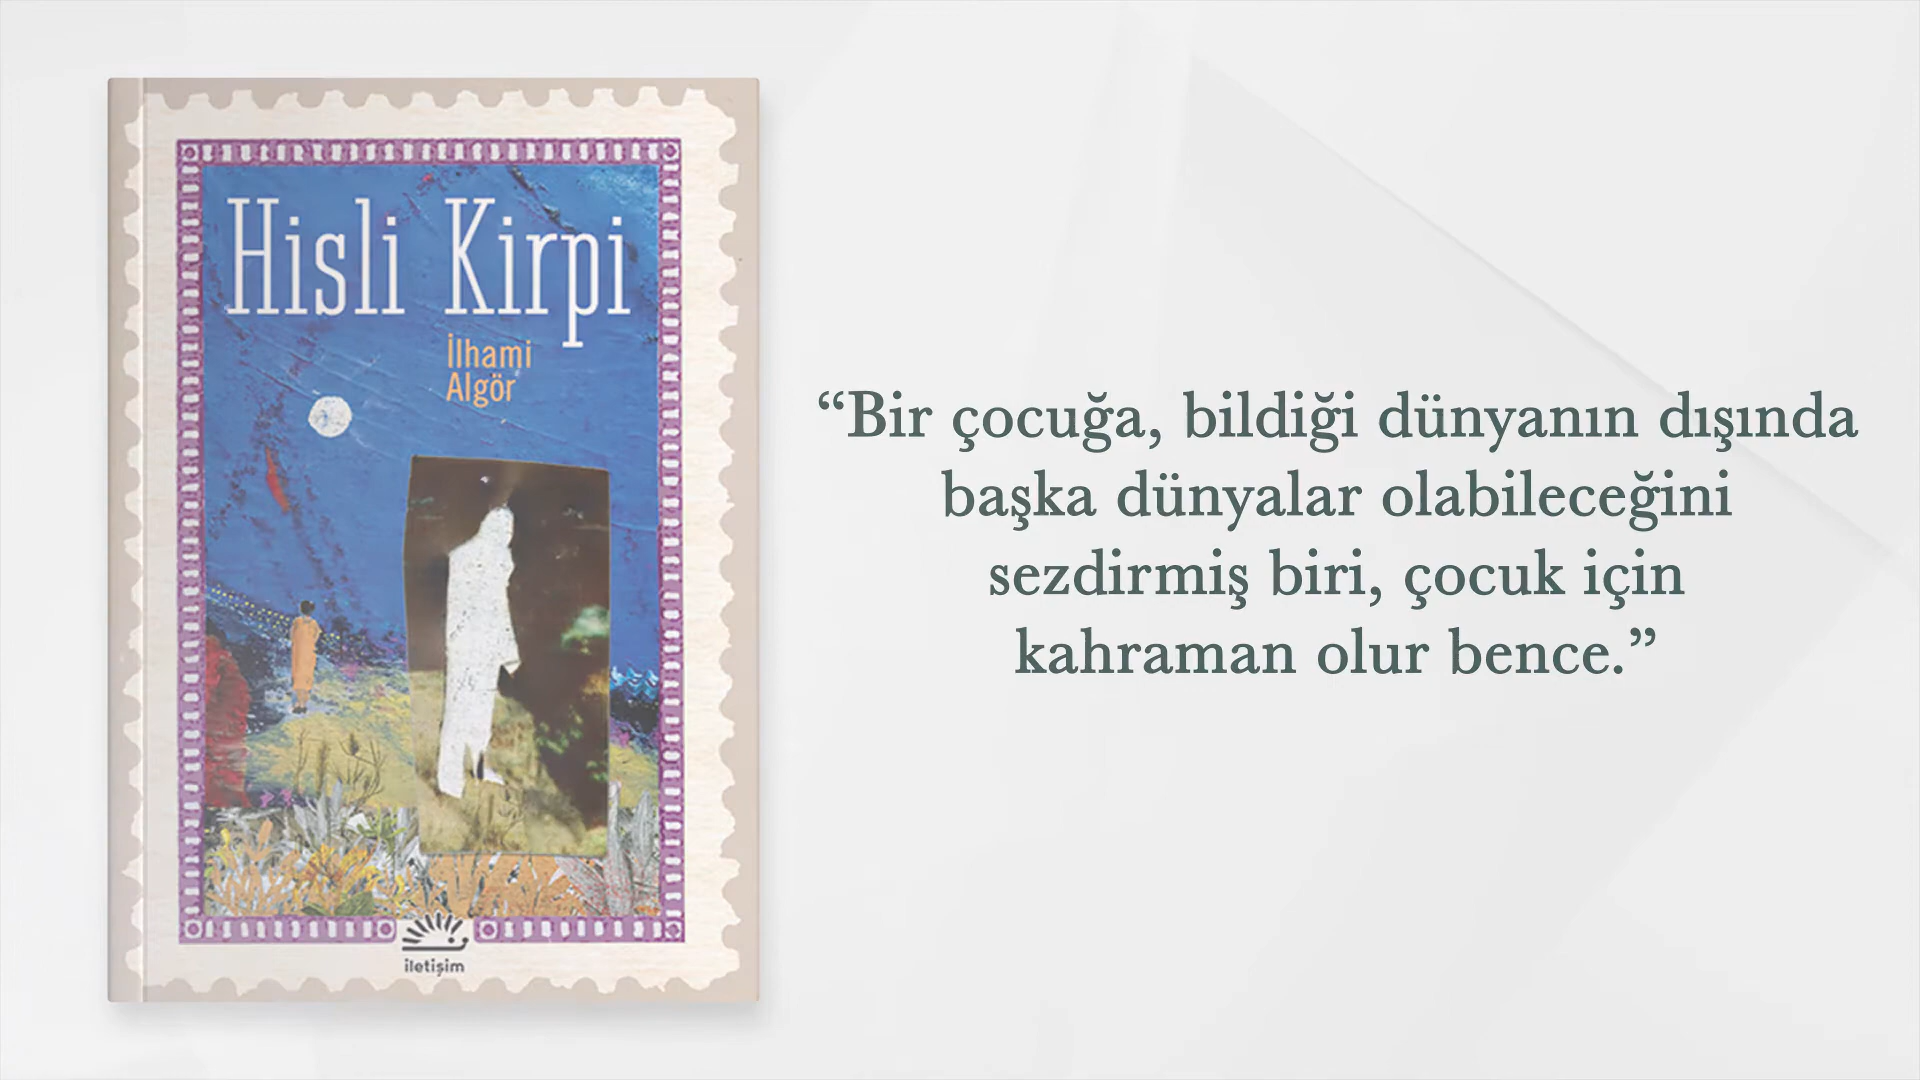 Hisli Kirpi
İlhami
Algör
iletişim
“Bir çocuğa, bildiği dünyanın dışında
başka dünyalar olabileceğini
sezdirmiş biri, çocuk için
kahraman olur bence.”